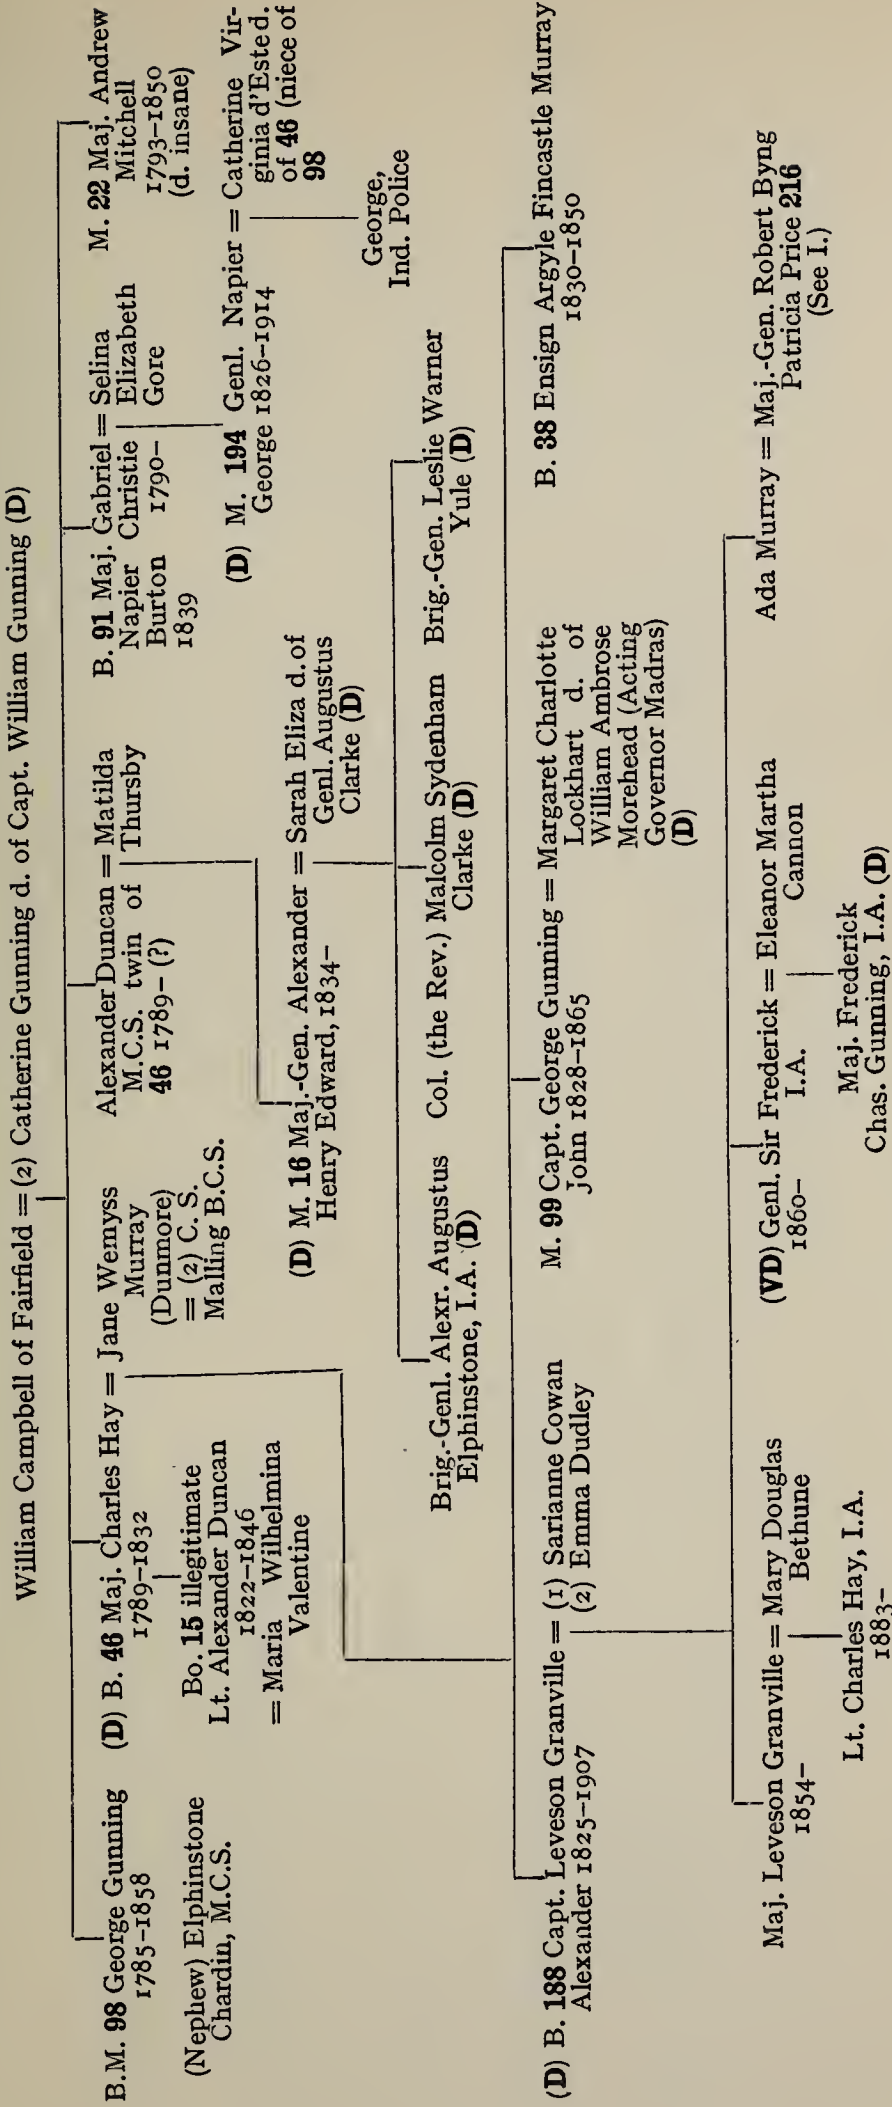 William Campbell of Fairfield = (2) Catherine Gunning d. of Capt. William Gunning (D)
B.M. 98 George Gunning
1785–1858
(Nephew) Elphinstone
Chardin, M.C.S.
(D) B. 46 Maj. Charles Hay = Jane Wemyss
1789–1832
Murray
(Dunmore)
= (2) C. S.
Malling B.C.S.
Bo. 15 illegitimate
Lt. Alexander Duncan
1822–1846
= Maria Wilhelmina
Valentine
Alexander Duncan = Matilda
M.C.S. twin of
Thursby
46 1789– (?)
B. 91 Maj. Gabriel = Selina
Napier Christie
Elizabeth
Burton 1790–
Gore
1839
M. 22 Maj. Andrew
Mitchell
1793–1850
(d. insane)
(D) M. 16 Maj.-Gen. Alexander = Sarah Eliza d. of
Henry Edward, 1834–
Genl. Augustus
Clarke (D)
(D) M. 194 Genl. Napier = Catherine Vir-
George 1826–1914
ginia d'Este d.
of 46 (niece of
98
George,
Ind. Police
Brig.-Genl. Alexr. Augustus
Elphinstone, I.A. (D)
Col. (the Rev.) Malcolm Sydenham
Clarke (D)
Brig.-Gen. Leslie Warner
Yule (D)
(D) B. 188 Capt. Leveson Granville = (1) Sarianne Cowan
Alexander 1825–1907
(2) Emma Dudley
M. 99 Capt. George Gunning = Margaret Charlotte
John 1828–1865
Lockhart d. of
William Ambrose
Morehead (Acting
Governor Madras)
(D)
B. 38 Ensign Argyle Fincastle Murray
1830–1850
Maj. Leveson Granville = Mary Douglas
1854–
Bethune
Lt. Charles Hay, I.A.
1883–
(VD) Genl. Sir Frederick = Eleanor Martha
1860–
I.A.
Cannon
Maj. Frederick
Chas. Gunning, I.A. (D)
Ada Murray = Maj.-Gen. Robert Byng
Patricia Price 216
(See I.)